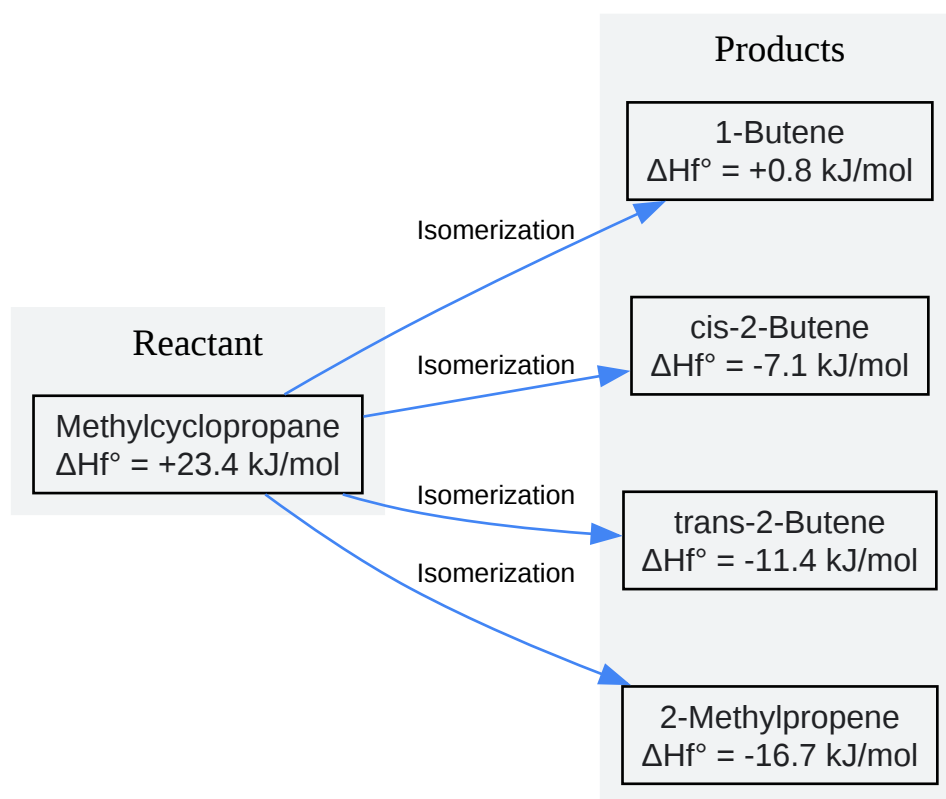 Products
1-Butene
ΔHf° = +0.8 kJ/mol
Isomerization
cis-2-Butene
ΔHf° = -7.1 kJ/mol
Reactant
Isomerization
Methylcyclopropane
ΔHf° = +23.4 kJ/mol
Isomerization
trans-2-Butene
ΔHf° = -11.4 kJ/mol
Isomerization
2-Methylpropene
ΔHf° = -16.7 kJ/mol